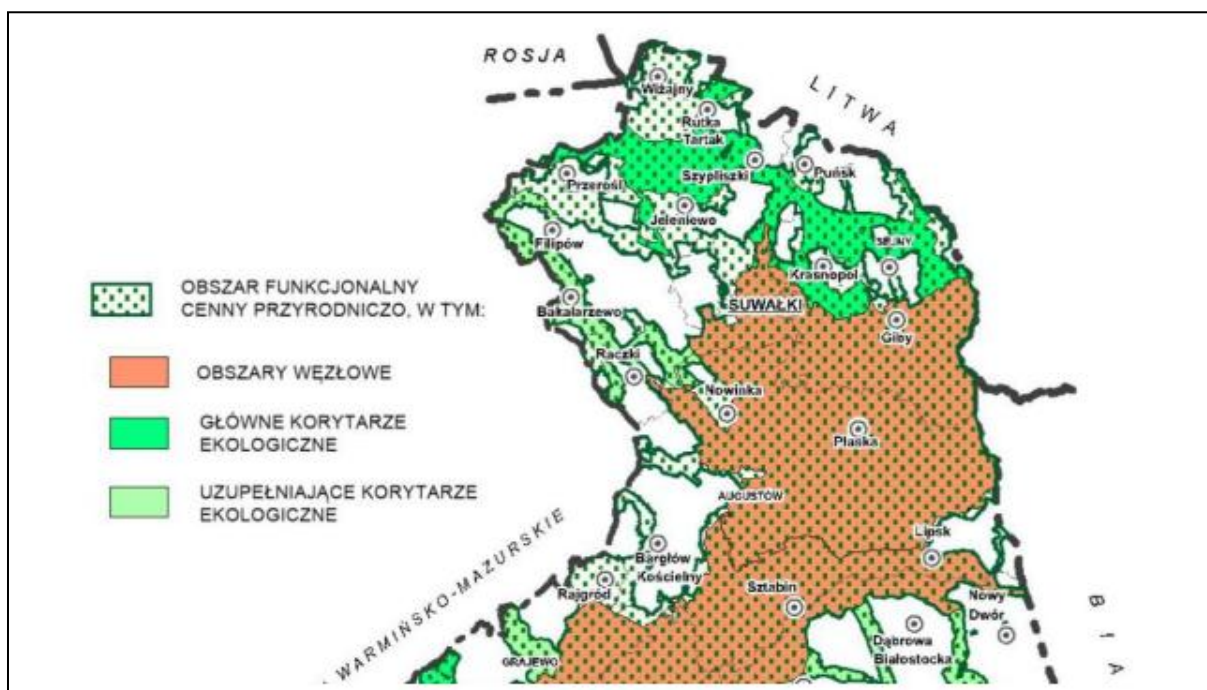 ROSJA
LITWA
Wiżajny
Rutka
Tartak
Szypliszki
Puńsk
Przerośl
Jeleniewo
Filipów
SEJNY
Krasnopol
OBSZAR FUNKCJONALNY
CENNY PRZYRODNICZO, W TYM:
Bakałarzewo
SUWAŁKI
Giby
OBSZARY WĘZŁOWE
Raczki
Nowinka
GŁÓWNE KORYTARZE
EKOLOGICZNE
Płaska
UZUPEŁNIAJĄCE KORYTARZE
EKOLOGICZNE
AUGUSTÓW
Lipsk
WARMIŃSKO-MAZURSKIE
Bargłów
Kościelny
Rajgród
Sztabin
Nowy
Dwór
Dąbrowa
Białostocka
GRAJEWO
BIA